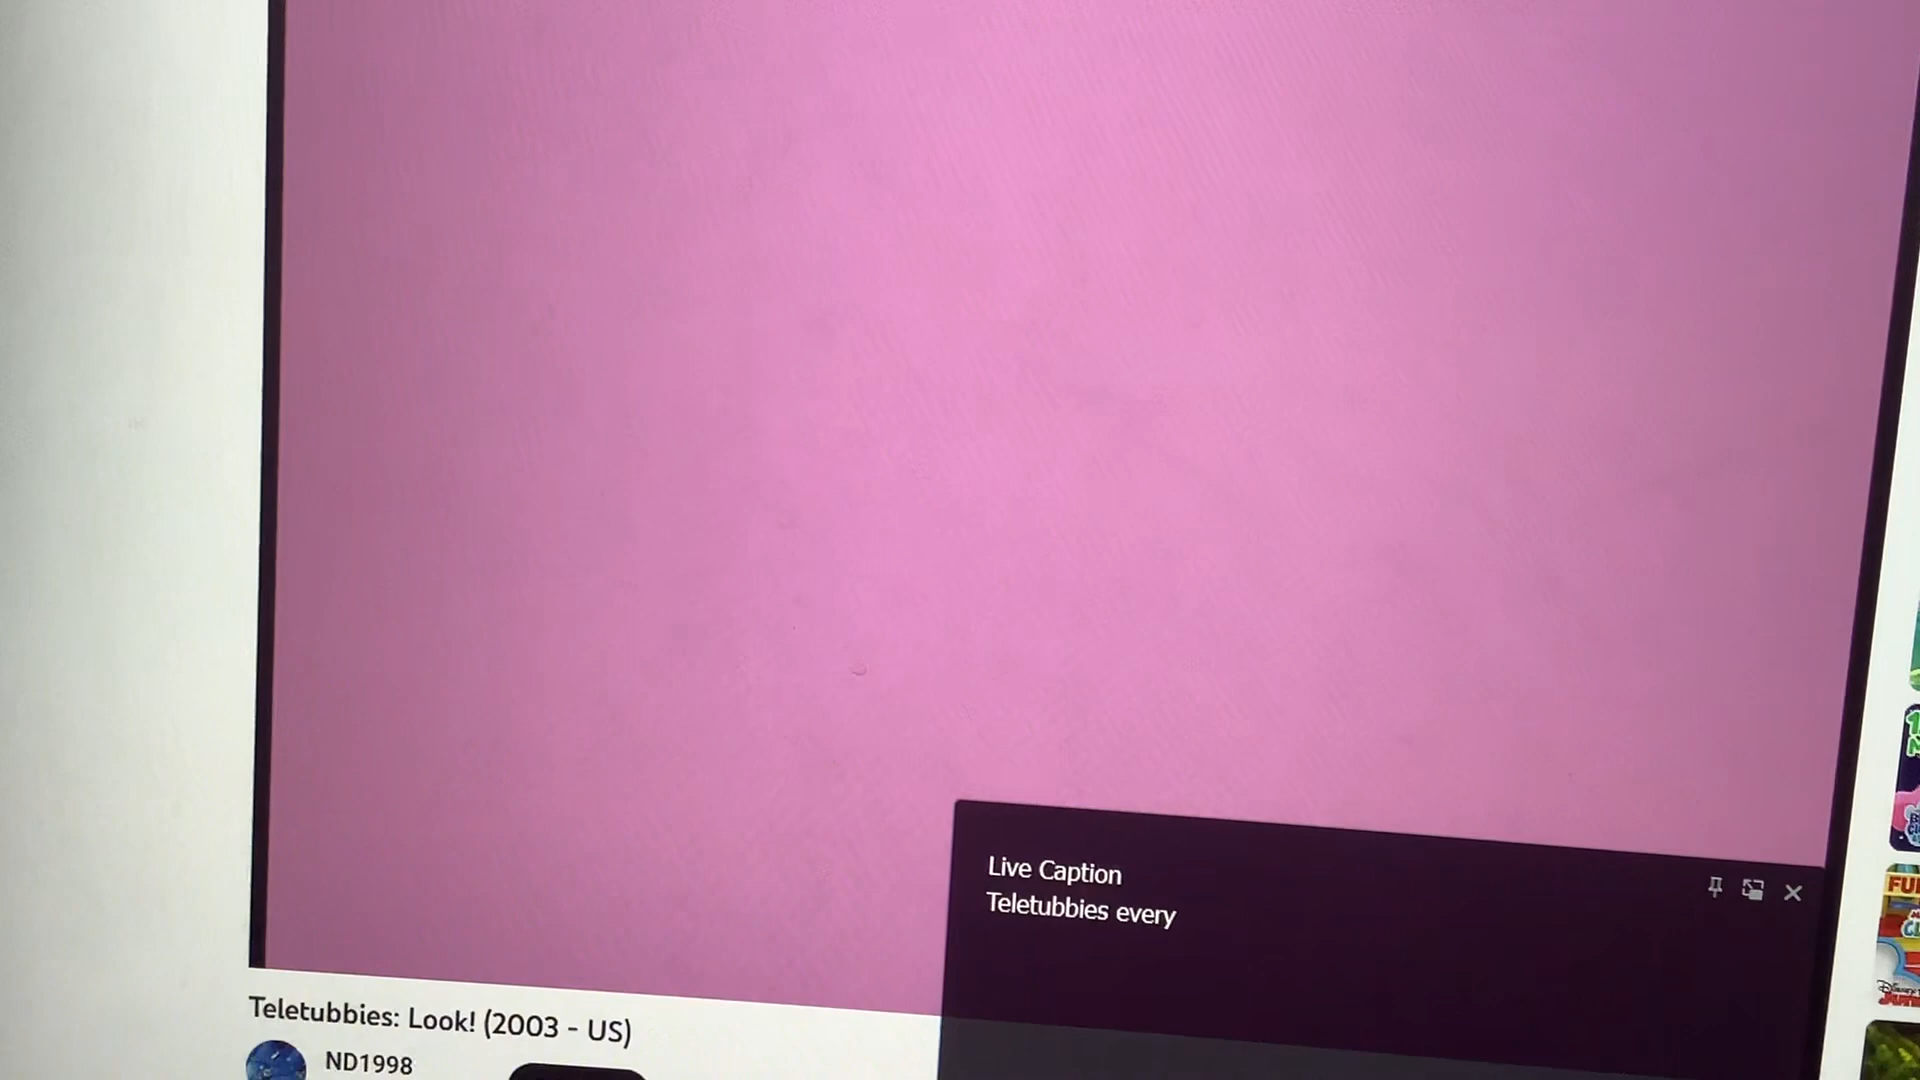 Live Caption
Teletubbies every
Teletubbies: Look! (2003 - US)
ND1998